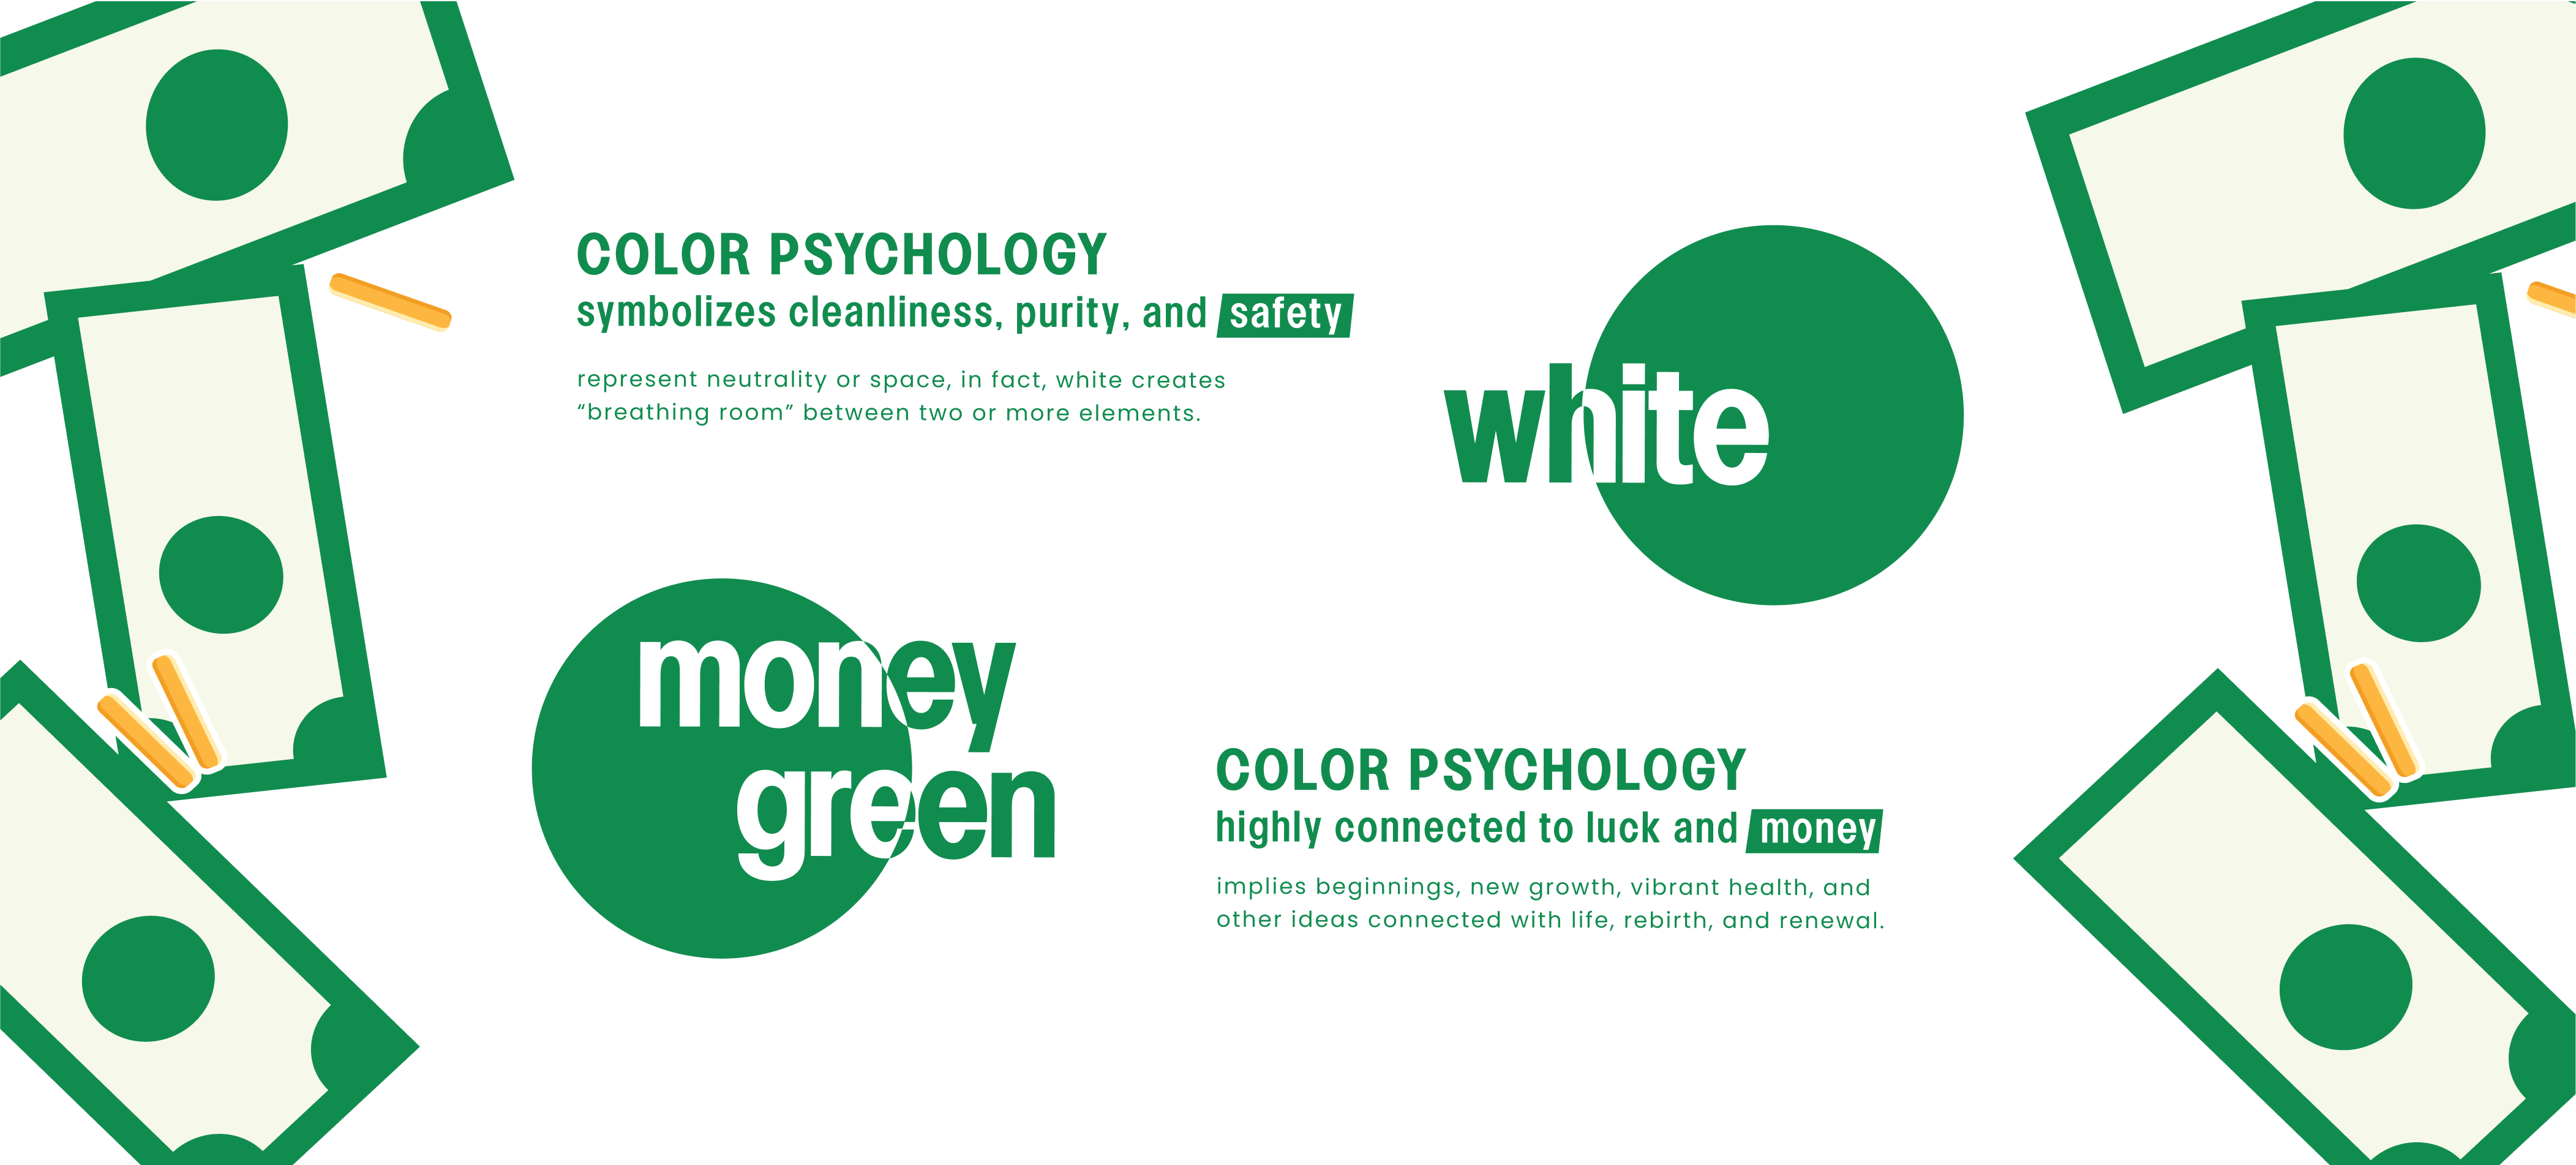 COLOR PSYCHOLOGY
symbolizes cleanliness, purity, and safety
represent neutrality or space, in fact, white creates
“breathing room” between two or more elements.
white
money
green
COLOR PSYCHOLOGY
highly connected to luck and money
implies beginnings, new growth, vibrant health, and
other ideas connected with life, rebirth, and renewal.